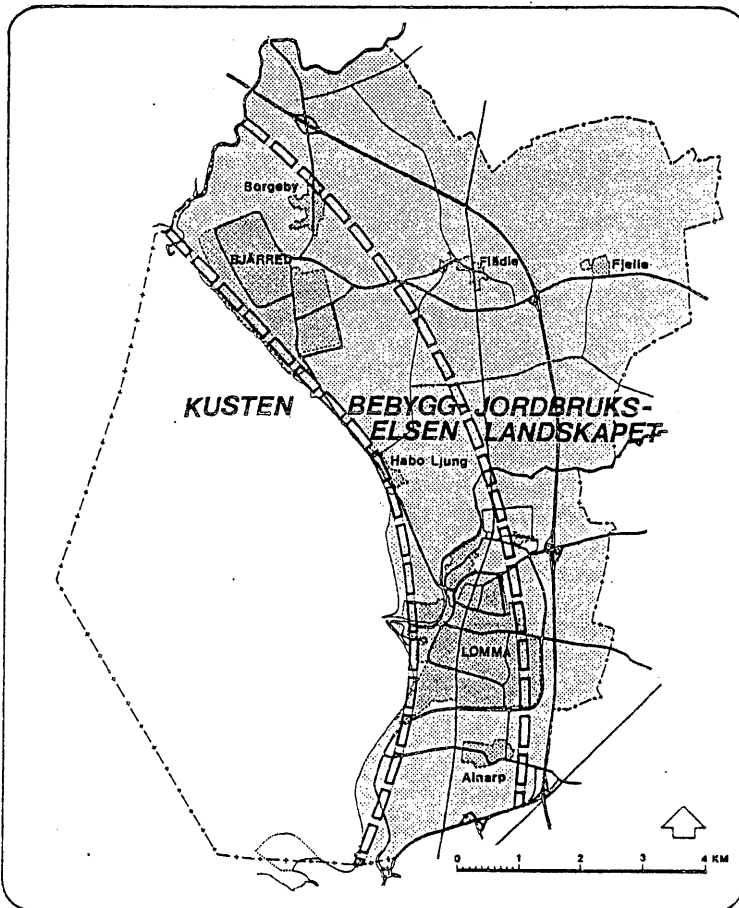 Borgeby
BJÄRRED
Flädie
Fjelie
KUSTEN
BEBYGG-
ELSEN
JORDBRUKS-
LANDSKAPET
Habo Ljung
LOMMA
Alnarp
0 1 2 3 4 KM